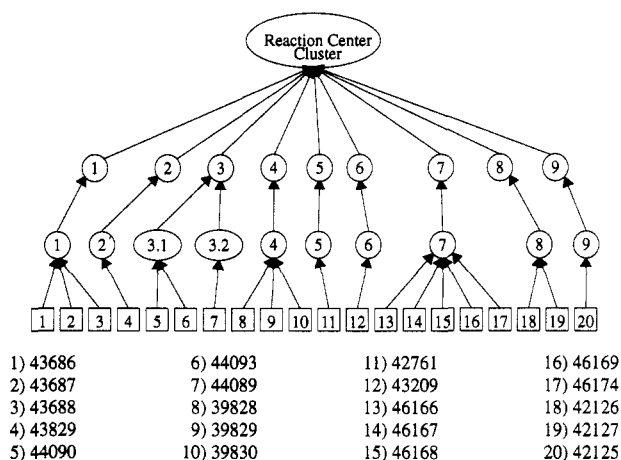 Reaction Center
Cluster
1 2 3 4 5 6 7 8 9
1 2 3.1 3.2 4 5 6 7 8 9
1 2 3 4 5 6 7 8 9 10 11 12 13 14 15 16 17 18 19 20
1) 43686 6) 44093 11) 42761 16) 46169
2) 43687 7) 44089 12) 43209 17) 46174
3) 43688 8) 39828 13) 46166 18) 42126
4) 43829 9) 39829 14) 46167 19) 42127
5) 44090 10) 39830 15) 46168 20) 42125